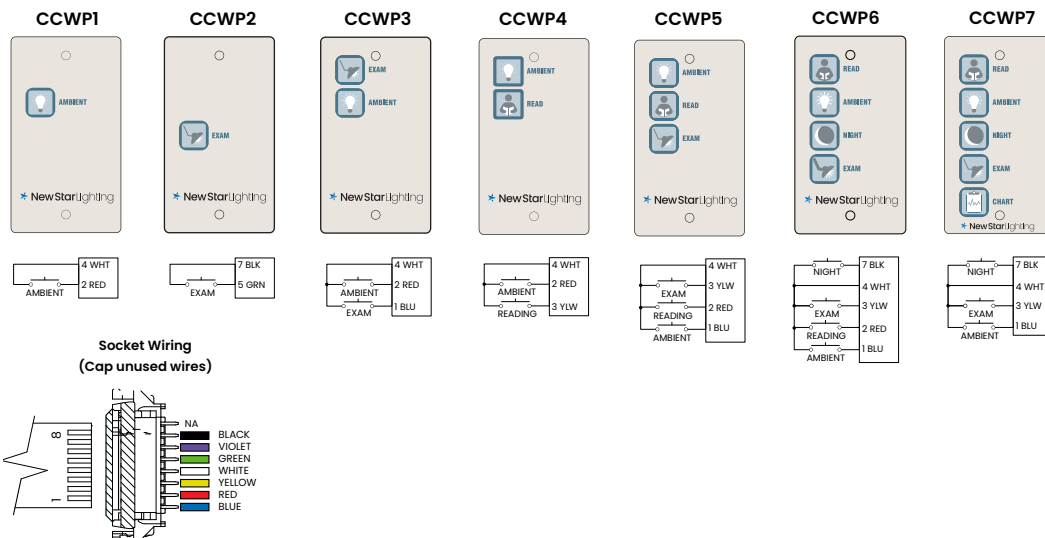 CCWP1
AMBIENT
NewStarLighting
4 WHT
2 RED
AMBIENT
CCWP2
EXAM
NewStarLighting
7 BLK
5 GRN
EXAM
CCWP3
EXAM
AMBIENT
NewStarLighting
4 WHT
2 RED
AMBIENT
1 BLU
EXAM
CCWP4
AMBIENT
READ
NewStarLighting
4 WHT
2 RED
AMBIENT
3 YLW
READING
CCWP5
AMBIENT
READ
EXAM
NewStarLighting
4 WHT
3 YLW
EXAM
2 RED
READING
1 BLU
AMBIENT
CCWP6
READ
AMBIENT
NIGHT
EXAM
NewStarLighting
7 BLK
NIGHT
4 WHT
3 YLW
EXAM
2 RED
READING
1 BLU
AMBIENT
CCWP7
READ
AMBIENT
NIGHT
EXAM
CHART
NewStarLighting
7 BLK
NIGHT
4 WHT
3 YLW
EXAM
1 BLU
AMBIENT
Socket Wiring
(Cap unused wires)
8
1
NA
BLACK
VIOLET
GREEN
WHITE
YELLOW
RED
BLUE